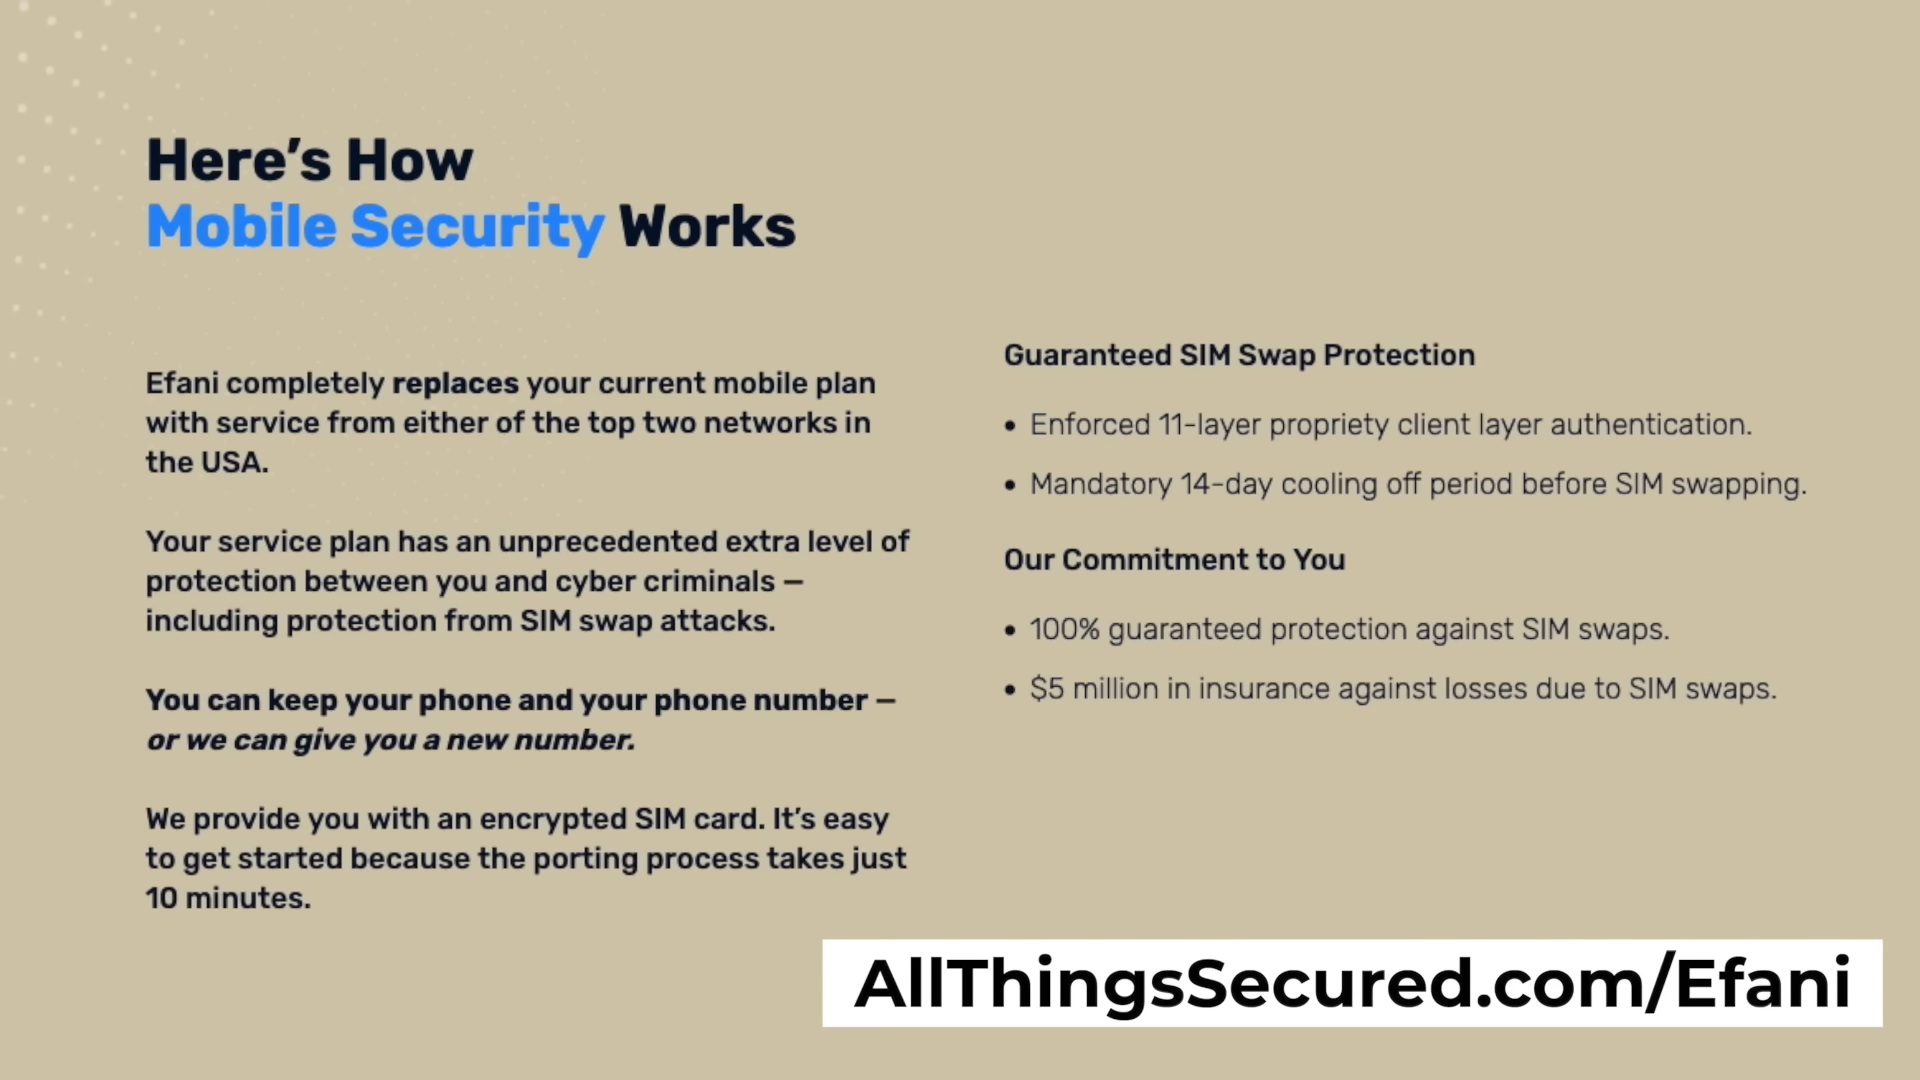 Here's How
Mobile Security Works
Efani completely replaces your current mobile plan
with service from either of the top two networks in
the USA.
Your service plan has an unprecedented extra level of
protection between you and cyber criminals —
including protection from SIM swap attacks.
You can keep your phone and your phone number —
or we can give you a new number.
We provide you with an encrypted SIM card. It's easy
to get started because the porting process takes just
10 minutes.
Guaranteed SIM Swap Protection
• Enforced 11-layer propriety client layer authentication.
• Mandatory 14-day cooling off period before SIM swapping.
Our Commitment to You
• 100% guaranteed protection against SIM swaps.
• $5 million in insurance against losses due to SIM swaps.
AllThingsSecured.com/Efani